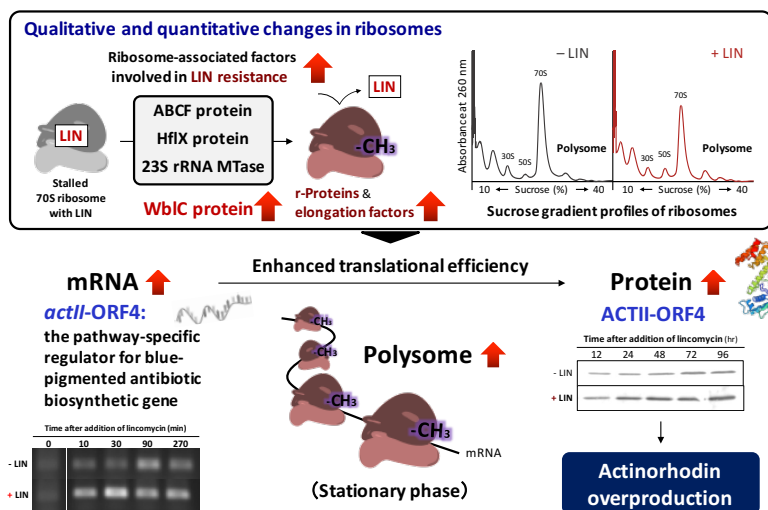 Qualitative and quantitative changes in ribosomes
Ribosome-associated factors
involved in LIN resistance
LIN
LIN
ABCF protein
HflX protein
23S rRNA MTase
-CH3
Stalled
70S ribosome
with LIN
WblC protein
r-Proteins &
elongation factors
– LIN
+ LIN
Absorbance at 260 nm
70S
30S
50S
Polysome
70S
30S
50S
Polysome
10
Sucrose (%)
40
10
Sucrose (%)
40
Sucrose gradient profiles of ribosomes
mRNA
Enhanced translational efficiency
Protein
actII-ORF4:
the pathway-specific
regulator for blue-
pigmented antibiotic
biosynthetic gene
Time after addition of lincomycin (min)
0 10 30 90 270
- LIN
+ LIN
Polysome
-CH3
-CH3
-CH3
-CH3
mRNA
(Stationary phase)
ACTII-ORF4
Time after addition of lincomycin (hr)
12 24 48 72 96
- LIN
+ LIN
Actinorhodin
overproduction